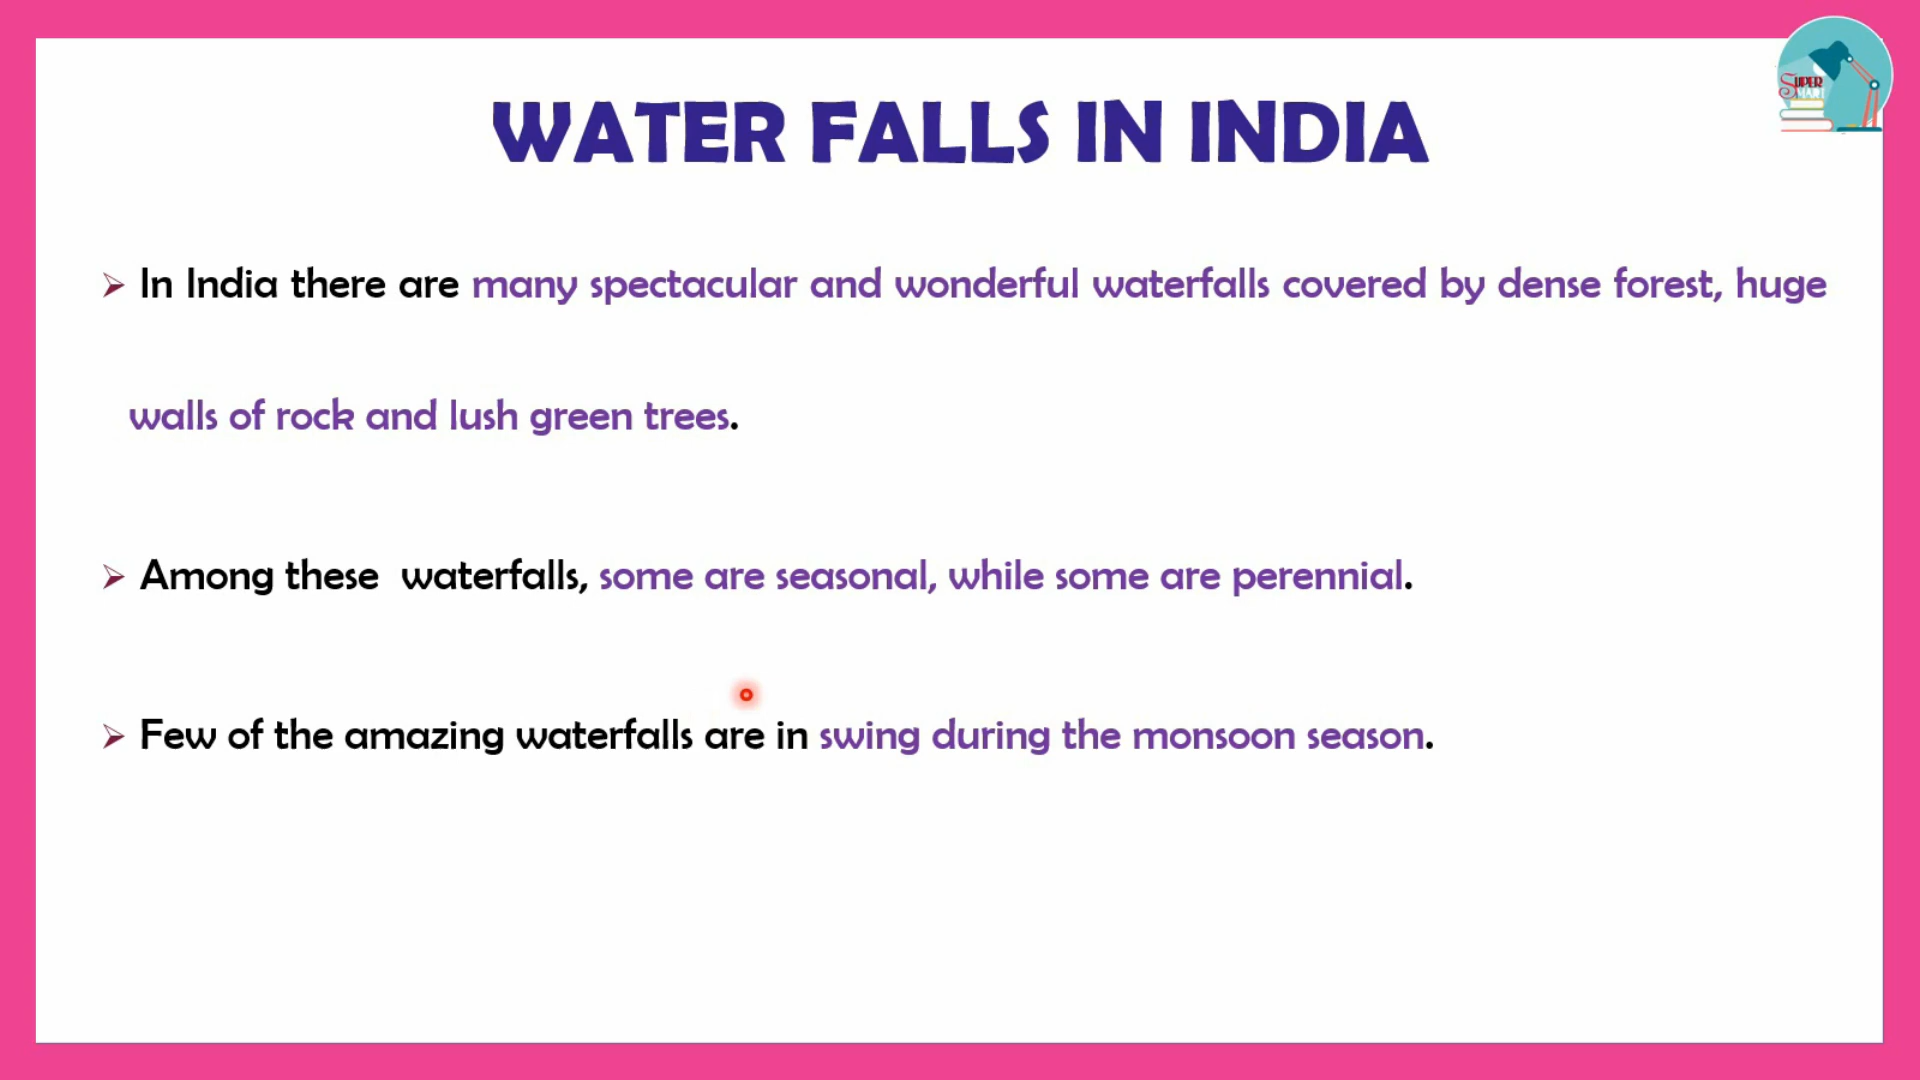 WATER FALLS IN INDIA
SUPER
➢ In India there are many spectacular and wonderful waterfalls covered by dense forest, huge
walls of rock and lush green trees.
➢ Among these  waterfalls, some are seasonal, while some are perennial.
➢ Few of the amazing waterfalls are in swing during the monsoon season.